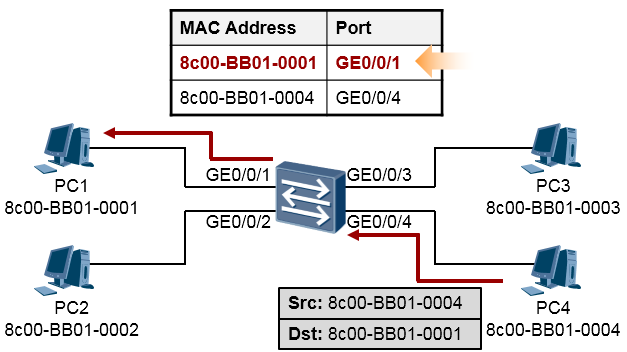 MAC Address Port
8c00-BB01-0001 GE0/0/1
8c00-BB01-0004 GE0/0/4
GE0/0/1 GE0/0/3
PC1 PC3
8c00-BB01-0001 8c00-BB01-0003
GE0/0/2 GE0/0/4
PC2 PC4
8c00-BB01-0002 8c00-BB01-0004
Src: 8c00-BB01-0004
Dst: 8c00-BB01-0001